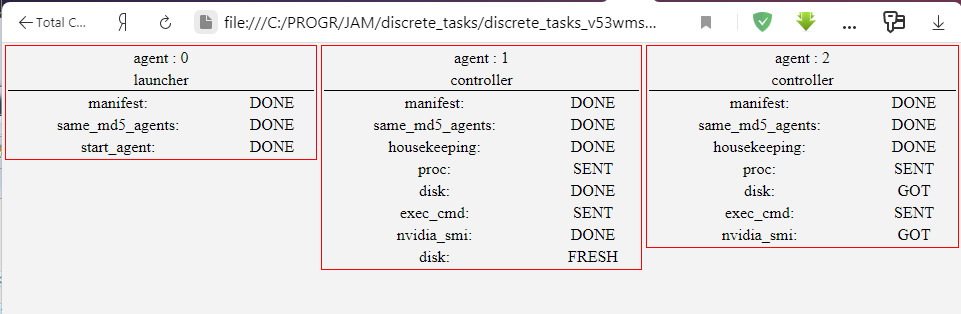 Total C... Я file:///C:/PROGR/JAM/discrete_tasks/discrete_tasks_v53wms...
agent : 0
launcher
manifest: DONE
same_md5_agents: DONE
start_agent: DONE
agent : 1
controller
manifest: DONE
same_md5_agents: DONE
housekeeping: DONE
proc: SENT
disk: DONE
exec_cmd: SENT
nvidia_smi: DONE
disk: FRESH
agent : 2
controller
manifest: DONE
same_md5_agents: DONE
housekeeping: DONE
proc: SENT
disk: GOT
exec_cmd: SENT
nvidia_smi: GOT